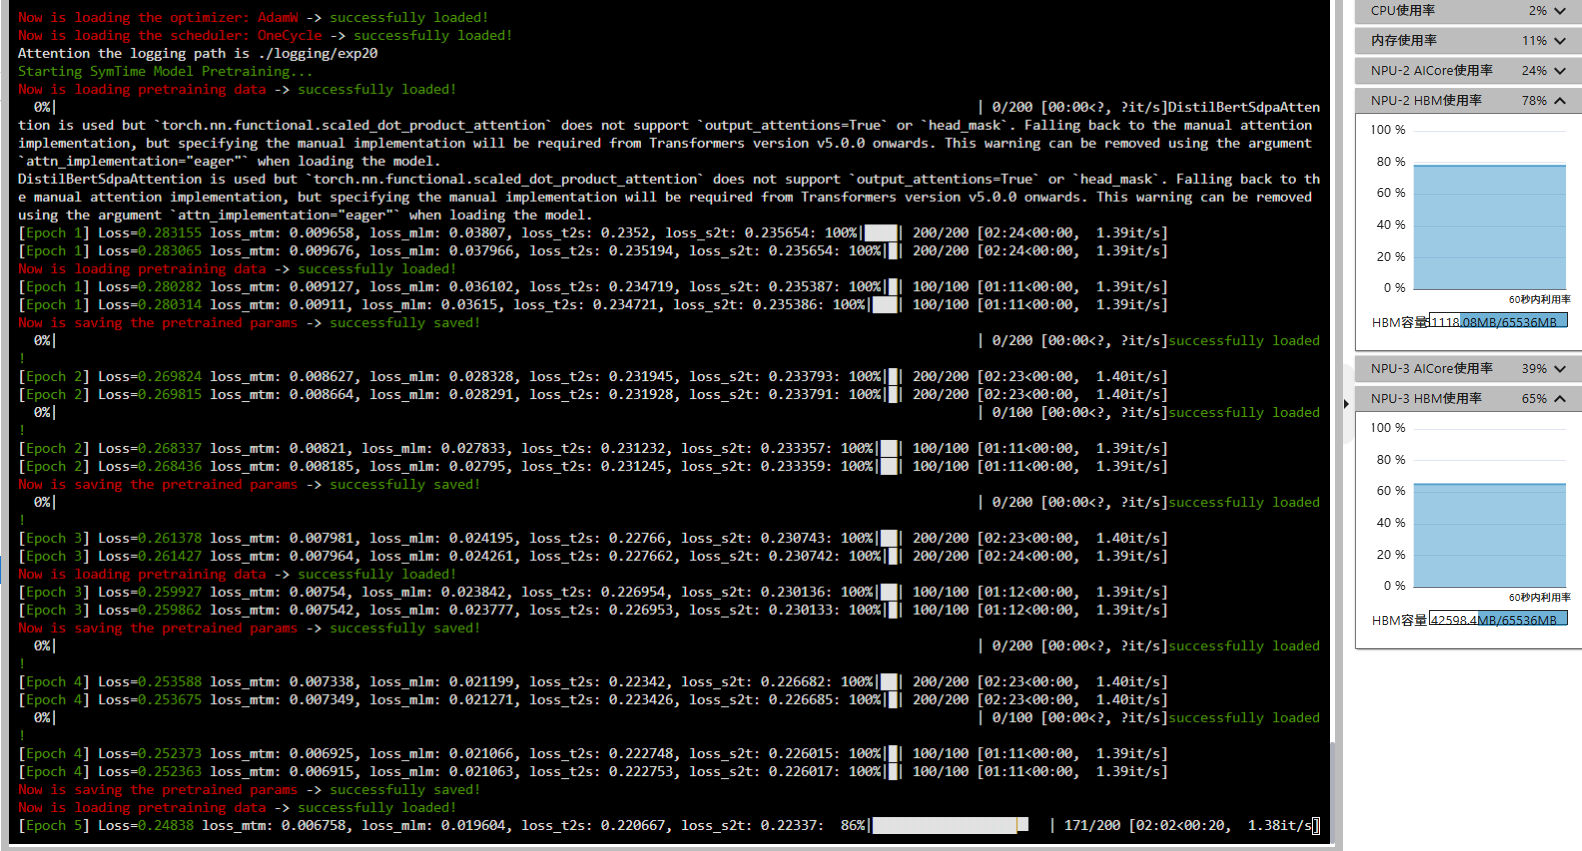 Now is loading the optimizer: AdamW -> successfully loaded!
Now is loading the scheduler: OneCycle -> successfully loaded!
Attention the logging path is ./logging/exp20
Starting SymTime Model Pretraining...
Now is loading pretraining data -> successfully loaded!
0%| | 0/200 [00:00<?, ?it/s]DistilBertSdpaAtten
tion is used but `torch.nn.functional.scaled_dot_product_attention` does not support `output_attentions=True` or `head_mask`. Falling back to the manual attention
implementation, but specifying the manual implementation will be required from Transformers version v5.0.0 onwards. This warning can be removed using the argument
`attn_implementation="eager"` when loading the model.
DistilBertSdpaAttention is used but `torch.nn.functional.scaled_dot_product_attention` does not support `output_attentions=True` or `head_mask`. Falling back to th
e manual attention implementation, but specifying the manual implementation will be required from Transformers version v5.0.0 onwards. This warning can be removed
using the argument `attn_implementation="eager"` when loading the model.
[Epoch 1] Loss=0.283155 loss_mtm: 0.009658, loss_mlm: 0.03807, loss_t2s: 0.2352, loss_s2t: 0.235654: 100%|████| 200/200 [02:24<00:00, 1.39it/s]
[Epoch 1] Loss=0.283065 loss_mtm: 0.009676, loss_mlm: 0.037966, loss_t2s: 0.235194, loss_s2t: 0.235654: 100%|█| 200/200 [02:24<00:00, 1.39it/s]
Now is loading pretraining data -> successfully loaded!
[Epoch 1] Loss=0.280282 loss_mtm: 0.009127, loss_mlm: 0.036102, loss_t2s: 0.234719, loss_s2t: 0.235387: 100%|█| 100/100 [01:11<00:00, 1.39it/s]
[Epoch 1] Loss=0.280314 loss_mtm: 0.00911, loss_mlm: 0.03615, loss_t2s: 0.234721, loss_s2t: 0.235386: 100%|███| 100/100 [01:11<00:00, 1.39it/s]
Now is saving the pretrained params -> successfully saved!
0%| | 0/200 [00:00<?, ?it/s]successfully loaded
!
[Epoch 2] Loss=0.269824 loss_mtm: 0.008627, loss_mlm: 0.028328, loss_t2s: 0.231945, loss_s2t: 0.233793: 100%|█| 200/200 [02:23<00:00, 1.40it/s]
[Epoch 2] Loss=0.269815 loss_mtm: 0.008664, loss_mlm: 0.028291, loss_t2s: 0.231928, loss_s2t: 0.233791: 100%|█| 200/200 [02:23<00:00, 1.40it/s]
0%| | 0/100 [00:00<?, ?it/s]successfully loaded
!
[Epoch 2] Loss=0.268337 loss_mtm: 0.00821, loss_mlm: 0.027833, loss_t2s: 0.231232, loss_s2t: 0.233357: 100%|██| 100/100 [01:11<00:00, 1.39it/s]
[Epoch 2] Loss=0.268436 loss_mtm: 0.008185, loss_mlm: 0.02795, loss_t2s: 0.231245, loss_s2t: 0.233359: 100%|██| 100/100 [01:11<00:00, 1.39it/s]
Now is saving the pretrained params -> successfully saved!
0%| | 0/200 [00:00<?, ?it/s]successfully loaded
!
[Epoch 3] Loss=0.261378 loss_mtm: 0.007981, loss_mlm: 0.024195, loss_t2s: 0.22766, loss_s2t: 0.230743: 100%|██| 200/200 [02:23<00:00, 1.40it/s]
[Epoch 3] Loss=0.261427 loss_mtm: 0.007964, loss_mlm: 0.024261, loss_t2s: 0.227662, loss_s2t: 0.230742: 100%|█| 200/200 [02:24<00:00, 1.39it/s]
Now is loading pretraining data -> successfully loaded!
[Epoch 3] Loss=0.259927 loss_mtm: 0.00754, loss_mlm: 0.023842, loss_t2s: 0.226954, loss_s2t: 0.230136: 100%|██| 100/100 [01:12<00:00, 1.39it/s]
[Epoch 3] Loss=0.259862 loss_mtm: 0.007542, loss_mlm: 0.023777, loss_t2s: 0.226953, loss_s2t: 0.230133: 100%|█| 100/100 [01:12<00:00, 1.39it/s]
Now is saving the pretrained params -> successfully saved!
0%| | 0/200 [00:00<?, ?it/s]successfully loaded
!
[Epoch 4] Loss=0.253588 loss_mtm: 0.007338, loss_mlm: 0.021199, loss_t2s: 0.22342, loss_s2t: 0.226682: 100%|██| 200/200 [02:23<00:00, 1.40it/s]
[Epoch 4] Loss=0.253675 loss_mtm: 0.007349, loss_mlm: 0.021271, loss_t2s: 0.223426, loss_s2t: 0.226685: 100%|█| 200/200 [02:23<00:00, 1.40it/s]
0%| | 0/100 [00:00<?, ?it/s]successfully loaded
!
[Epoch 4] Loss=0.252373 loss_mtm: 0.006925, loss_mlm: 0.021066, loss_t2s: 0.222748, loss_s2t: 0.226015: 100%|█| 100/100 [01:11<00:00, 1.39it/s]
[Epoch 4] Loss=0.252363 loss_mtm: 0.006915, loss_mlm: 0.021063, loss_t2s: 0.222753, loss_s2t: 0.226017: 100%|█| 100/100 [01:11<00:00, 1.39it/s]
Now is saving the pretrained params -> successfully saved!
Now is loading pretraining data -> successfully loaded!
[Epoch 5] Loss=0.24838 loss_mtm: 0.006758, loss_mlm: 0.019604, loss_t2s: 0.220667, loss_s2t: 0.22337: 86%| | 171/200 [02:02<00:20, 1.38it/s]
CPU使用率 2%
内存使用率 11%
NPU-2 AICore使用率 24%
NPU-2 HBM使用率 78%
100 %
80 %
60 %
40 %
20 %
0 %
60秒内利用率
HBM容量 51118.08MB/65536MB
NPU-3 AICore使用率 39%
NPU-3 HBM使用率 65%
100 %
80 %
60 %
40 %
20 %
0 %
60秒内利用率
HBM容量 42598.4MB/65536MB